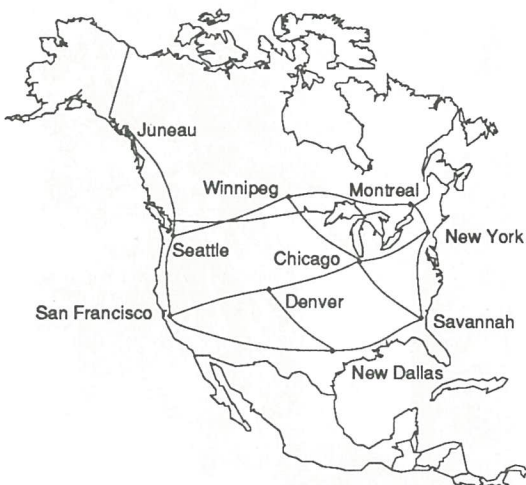 Juneau
Winnipeg
Montreal
Seattle
Chicago
New York
Denver
San Francisco
Savannah
New Dallas